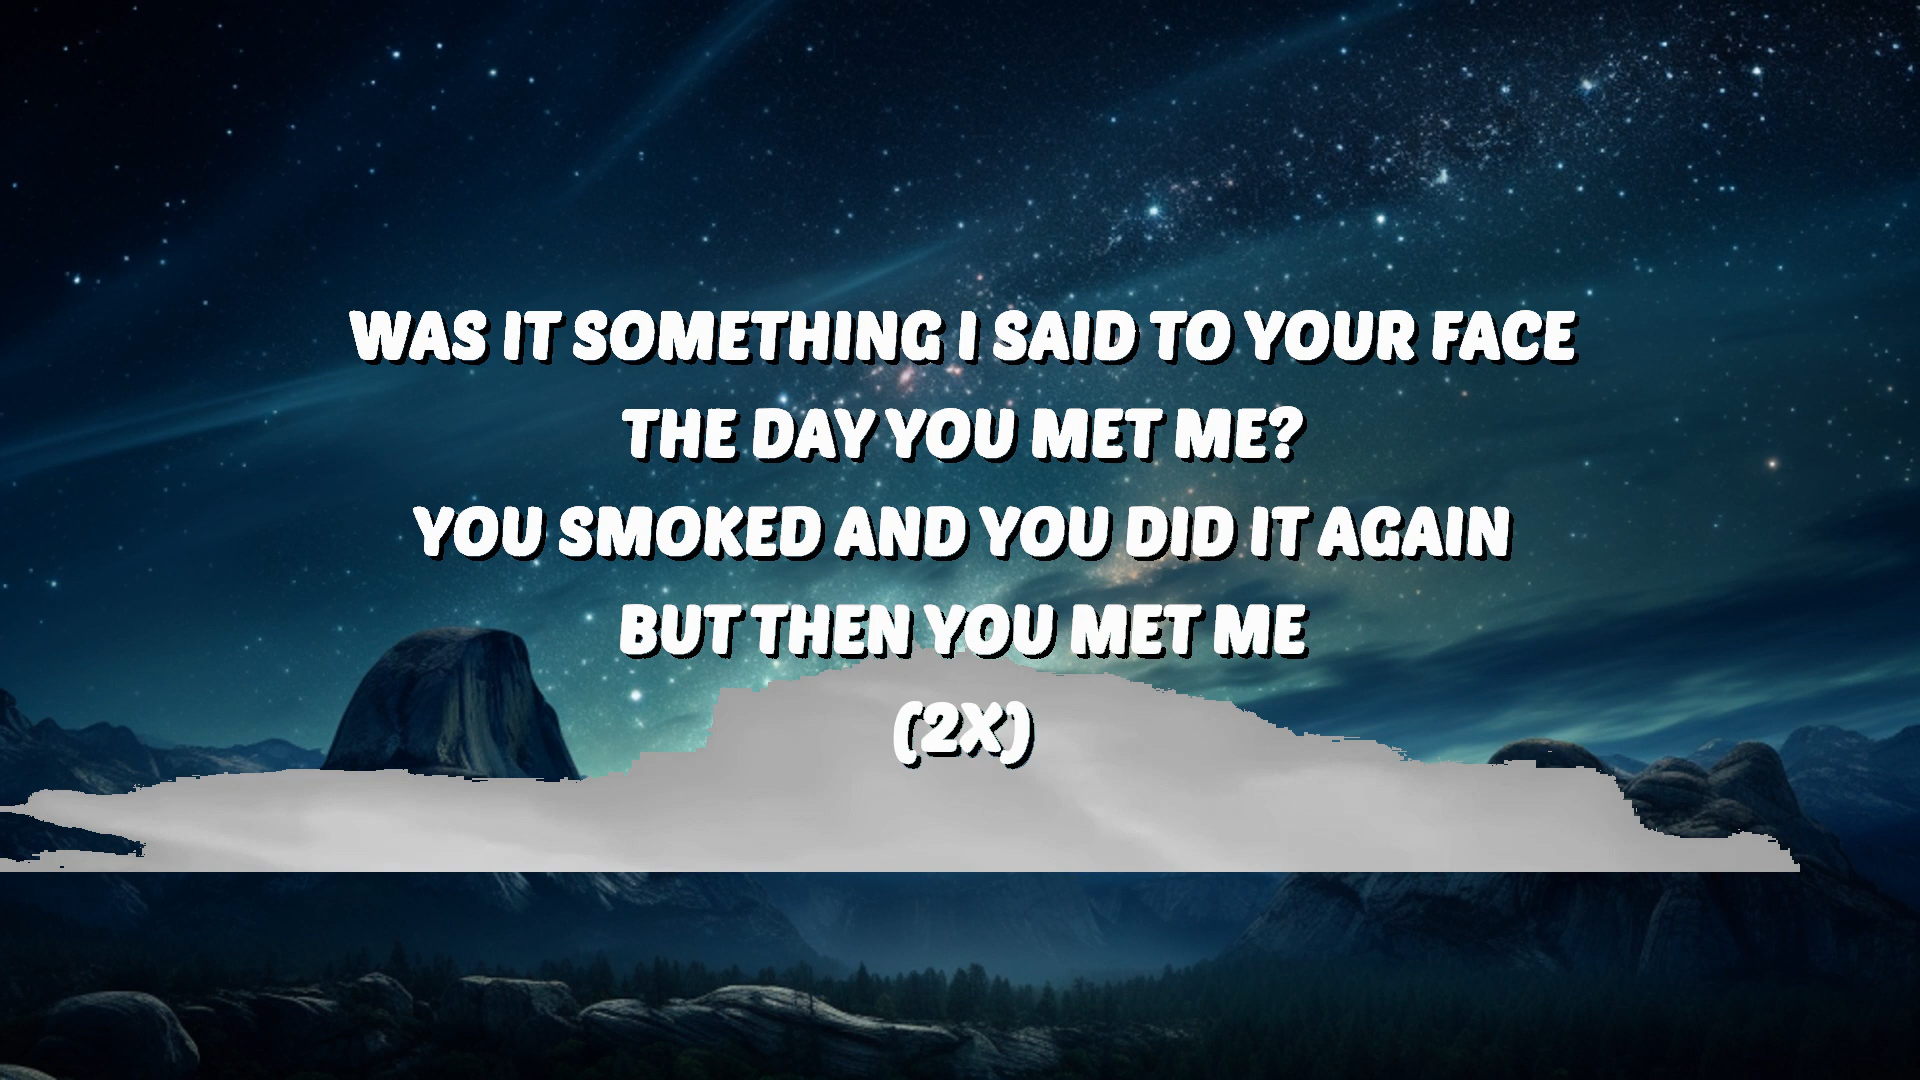 WAS IT SOMETHING I SAID TO YOUR FACE
THE DAY YOU MET ME?
YOU SMOKED AND YOU DID IT AGAIN
BUT THEN YOU MET ME
(2X)